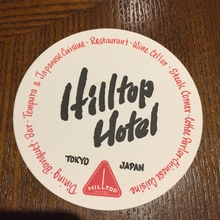 Dining · Banquet · Bar · Tempura & Japanese Cuisine · Restaurant · Wine Cellar · Steak Corner · Coffee Parlor · Chinese Cuisine
Hilltop
Hotel
TOKYO JAPAN
HILLTOP